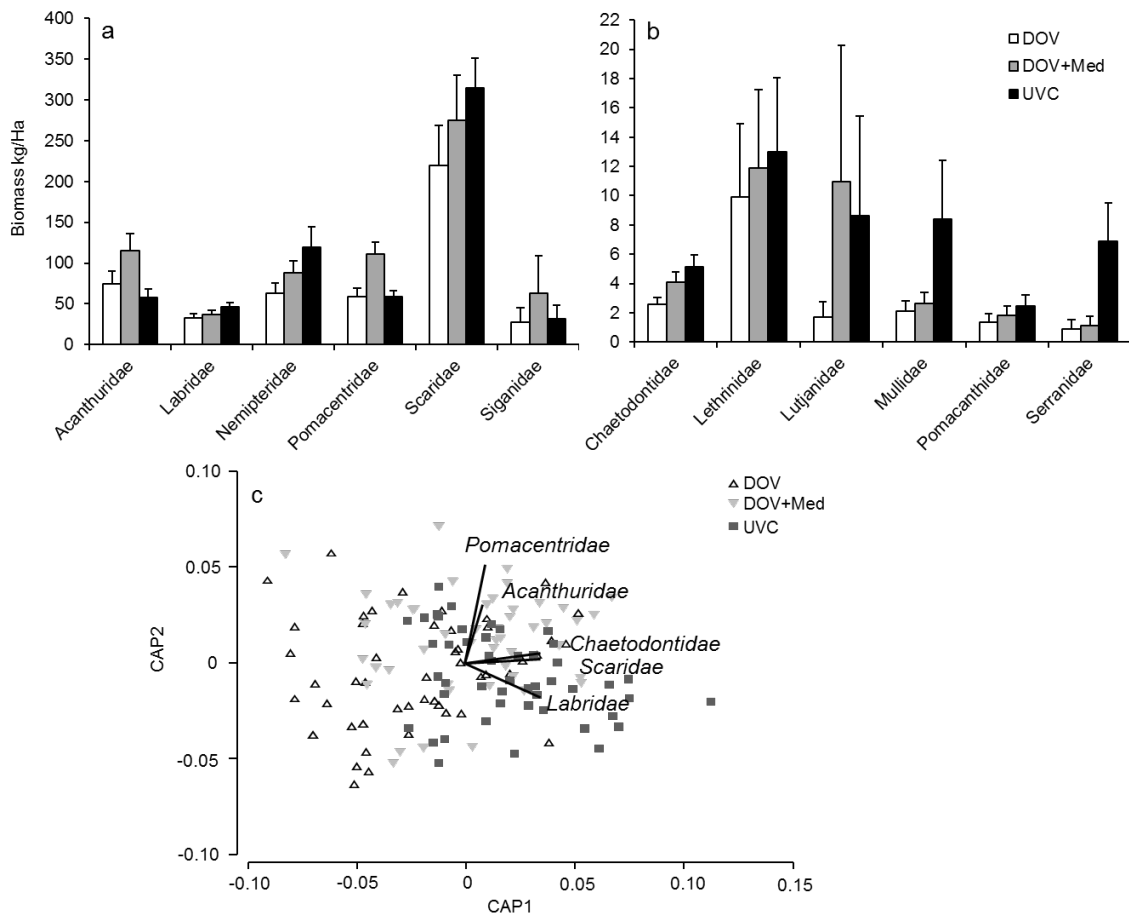 a
Biomass kg/Ha
400
350
300
250
200
150
100
50
0
Acanthuridae
Labridae
Nemipteridae
Pomacentridae
Scaridae
Siganidae
b
22
20
18
16
14
12
10
8
6
4
2
0
DOV
DOV+Med
UVC
Chaetodontidae
Lethrinidae
Lutjanidae
Mullidae
Pomacanthidae
Serranidae
c
CAP2
0.10
0.05
0
-0.05
-0.10
DOV
DOV+Med
UVC
Pomacentridae
Acanthuridae
Chaetodontidae
Scaridae
Labridae
-0.10
-0.05
0
0.05
0.10
0.15
CAP1